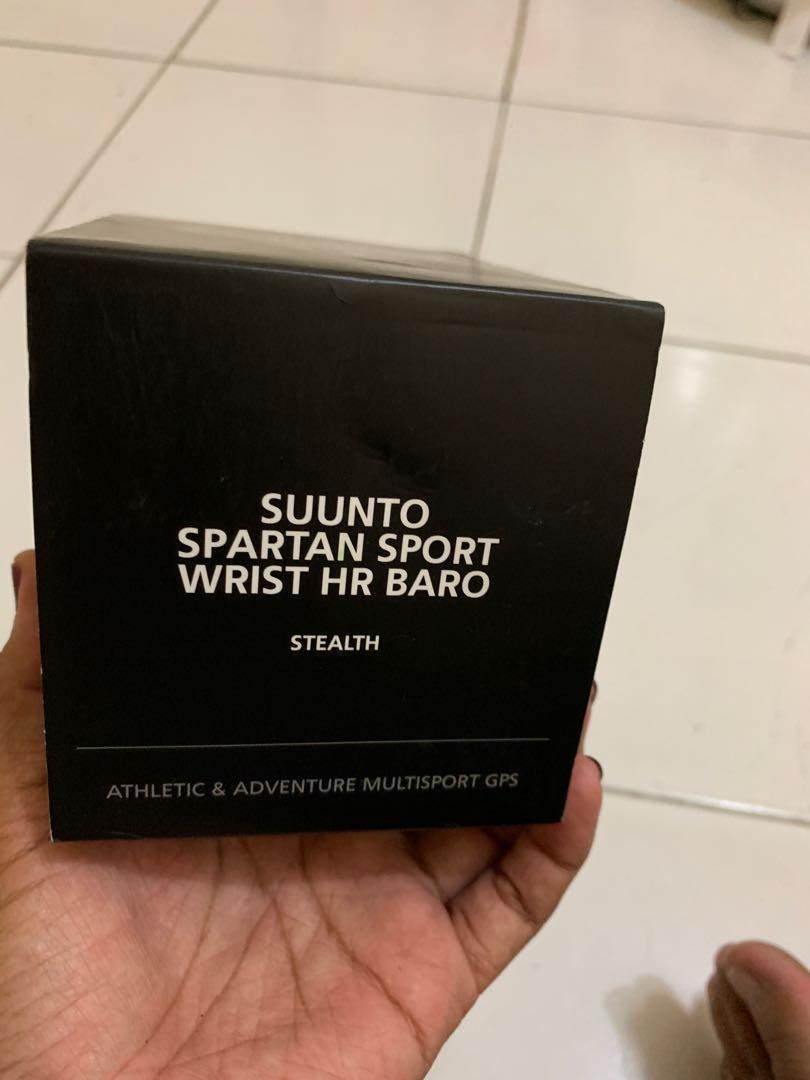 SUUNTO
SPARTAN SPORT
WRIST HR BARO
STEALTH
ATHLETIC & ADVENTURE MULTISPORT GPS